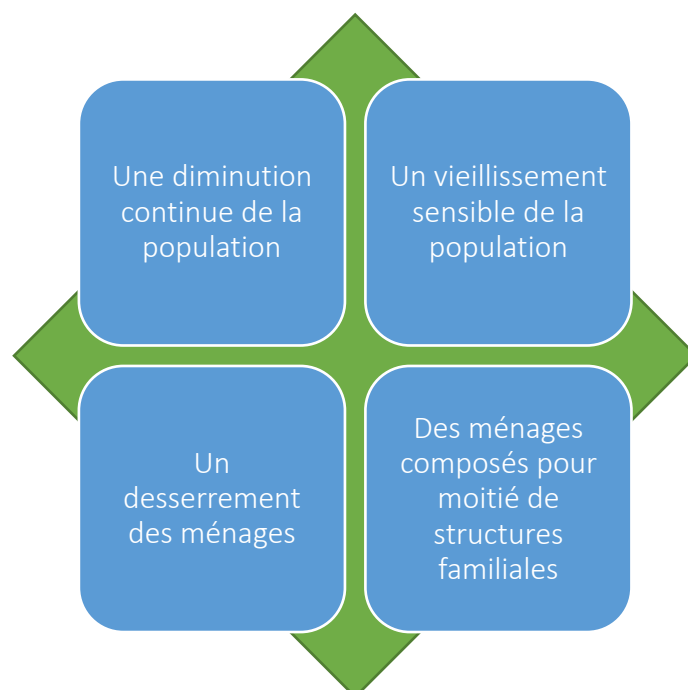 Une diminution
continue de la
population
Un vieillissement
sensible de la
population
Un
desserrement
des ménages
Des ménages
composés pour
moitié de
structures
familiales